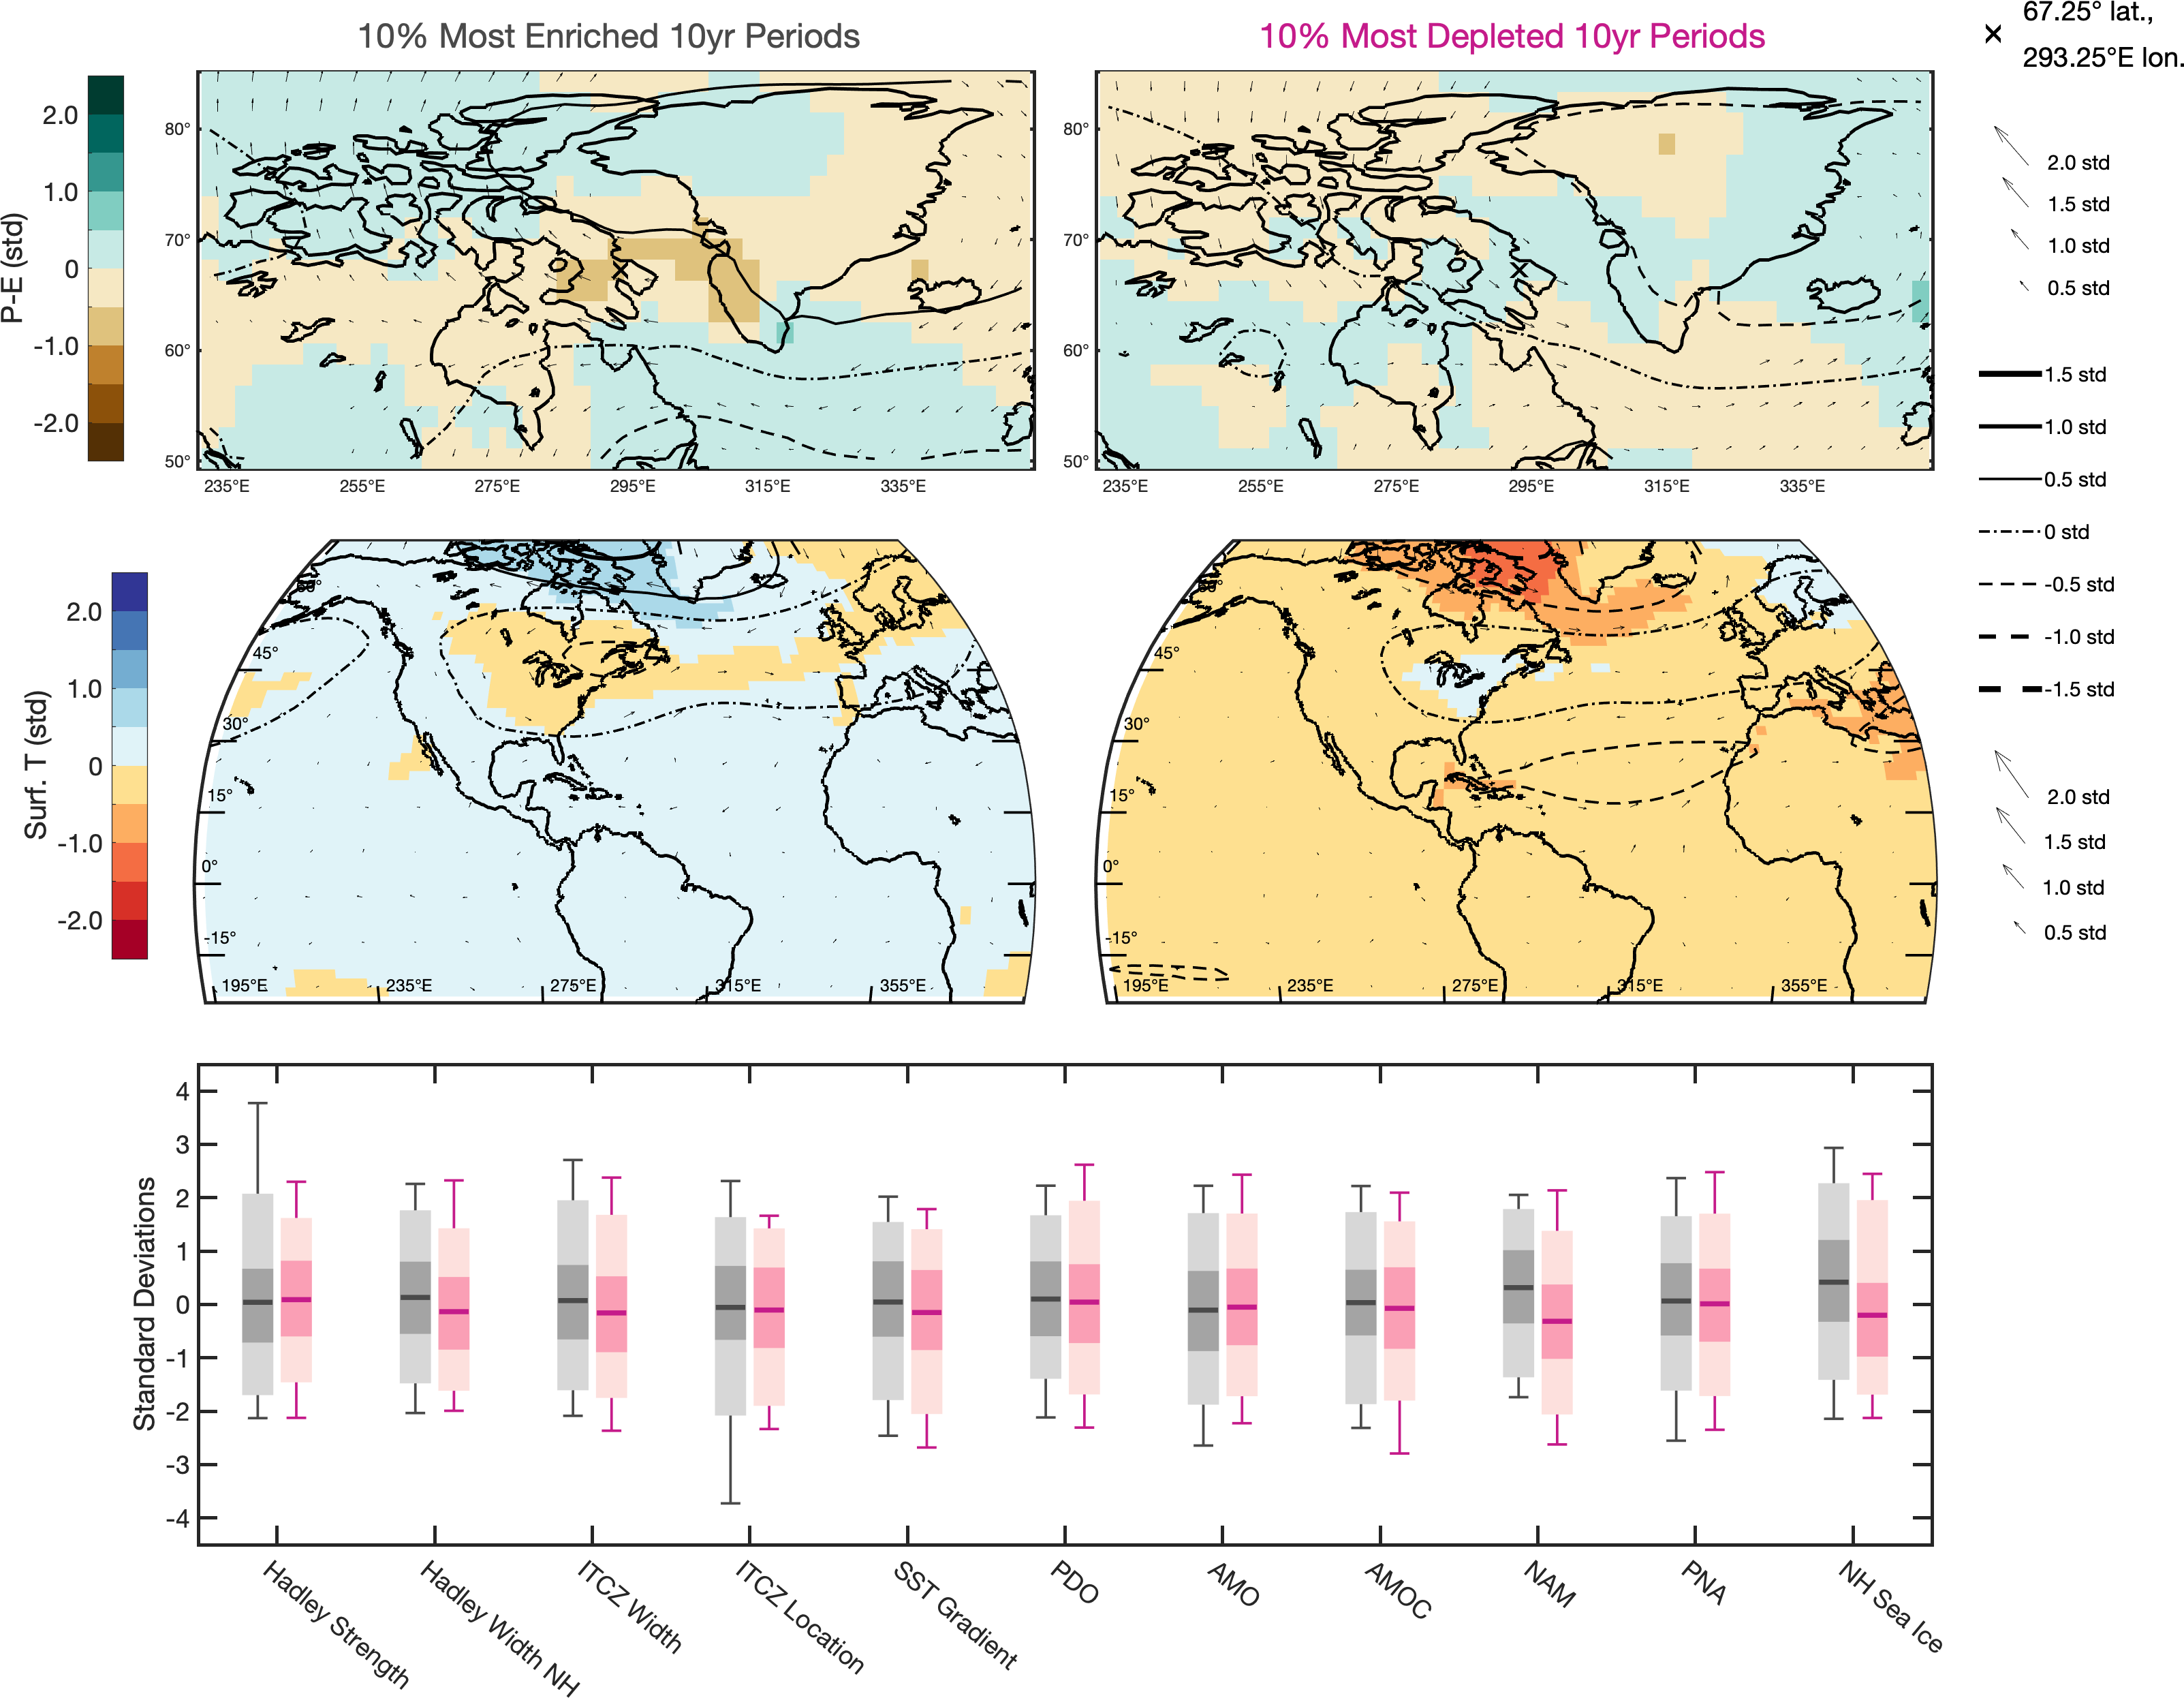 10% Most Enriched 10yr Periods
10% Most Depleted 10yr Periods
67.25° lat.,
293.25°E lon.
P-E (std)
2.0
1.0
0
-1.0
-2.0
80°
70°
60°
50°
235°E 255°E 275°E 295°E 315°E 335°E
80°
70°
60°
50°
235°E 255°E 275°E 295°E 315°E 335°E
2.0 std
1.5 std
1.0 std
0.5 std
1.5 std
1.0 std
0.5 std
0 std
-0.5 std
-1.0 std
-1.5 std
Surf. T (std)
2.0
1.0
0
-1.0
-2.0
60°
45°
30°
15°
0°
-15°
195°E 235°E 275°E 315°E 355°E
60°
45°
30°
15°
0°
-15°
195°E 235°E 275°E 315°E 355°E
2.0 std
1.5 std
1.0 std
0.5 std
Standard Deviations
4
3
2
1
0
-1
-2
-3
-4
Hadley Strength
Hadley Width NH
ITCZ Width
ITCZ Location
SST Gradient
PDO
AMO
AMOC
NAM
PNA
NH Sea Ice